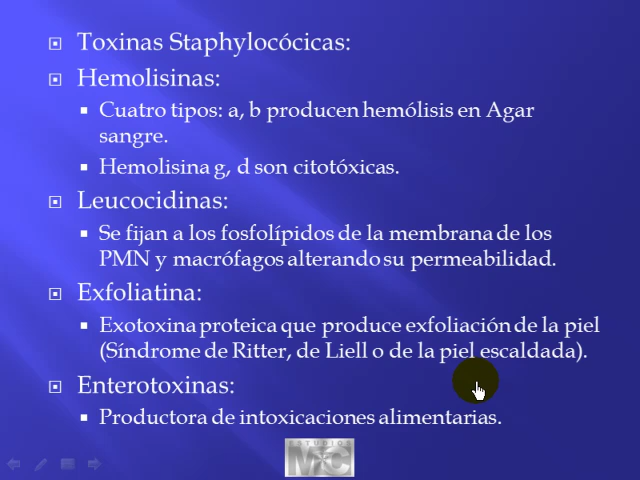 Toxinas Staphylocócicas:
Hemolisinas:
Cuatro tipos: a, b producen hemólisis en Agar
sangre.
Hemolisina g, d son citotóxicas.
Leucocidinas:
Se fijan a los fosfolípidos de la membrana de los
PMN y macrófagos alterando su permeabilidad.
Exfoliatina:
Exotoxina proteica que produce exfoliación de la piel
(Síndrome de Ritter, de Liell o de la piel escaldada).
Enterotoxinas:
Productora de intoxicaciones alimentarias.
ESTUDIOS
MC